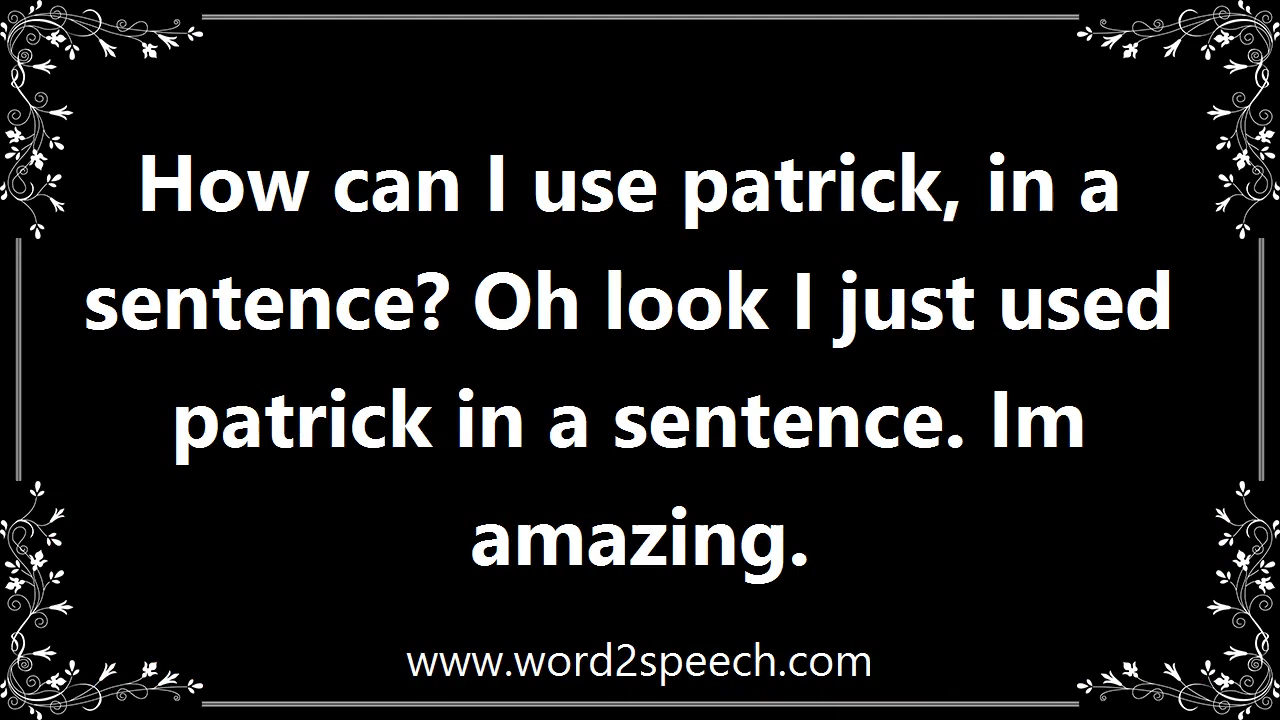 How can I use patrick, in a
sentence? Oh look I just used
patrick in a sentence. Im
amazing.
www.word2speech.com